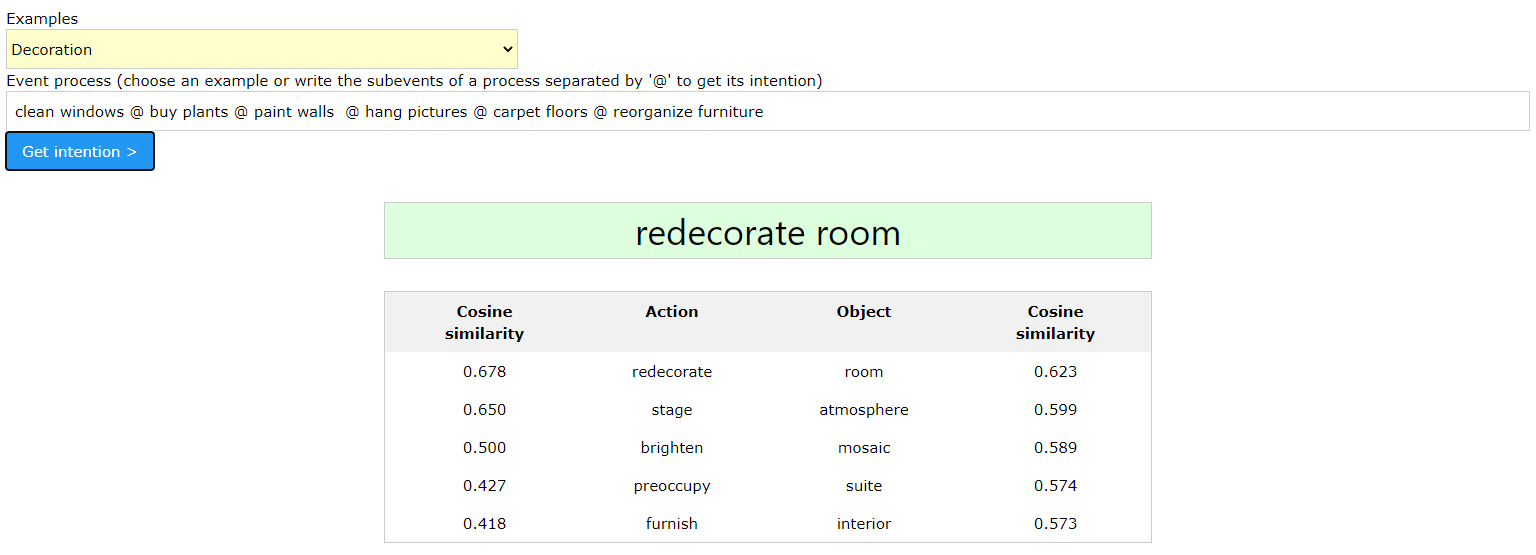 Examples
Decoration
Event process (choose an example or write the subevents of a process separated by '@' to get its intention)
clean windows @ buy plants @ paint walls  @ hang pictures @ carpet floors @ reorganize furniture
Get intention >
redecorate room
Cosine similarity Action Object Cosine similarity
0.678 redecorate room 0.623
0.650 stage atmosphere 0.599
0.500 brighten mosaic 0.589
0.427 preoccupy suite 0.574
0.418 furnish interior 0.573